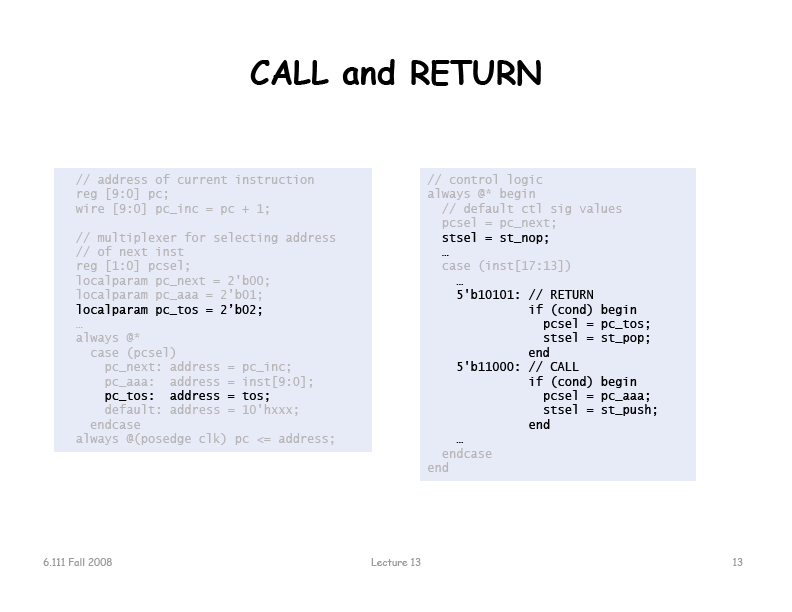 CALL and RETURN
// address of current instruction
reg [9:0] pc;
wire [9:0] pc_inc = pc + 1;
// multiplexer for selecting address
// of next inst
reg [1:0] pcsel;
localparam pc_next = 2'b00;
localparam pc_aaa = 2'b01;
localparam pc_tos = 2’b02;
…
always @*
case (pcsel)
pc_next: address = pc_inc;
pc_aaa:  address = inst[9:0];
pc_tos:  address = tos;
default: address = 10'hxxx;
endcase
always @(posedge clk) pc <= address;
// control logic
always @* begin
// default ctl sig values
pcsel = pc_next;
stsel = st_nop;
…
case (inst[17:13])
…
5'b10101: // RETURN
if (cond) begin
pcsel = pc_tos;
stsel = st_pop;
end
5'b11000: // CALL
if (cond) begin
pcsel = pc_aaa;
stsel = st_push;
end
…
endcase
end
6.111 Fall 2008
Lecture 13
13